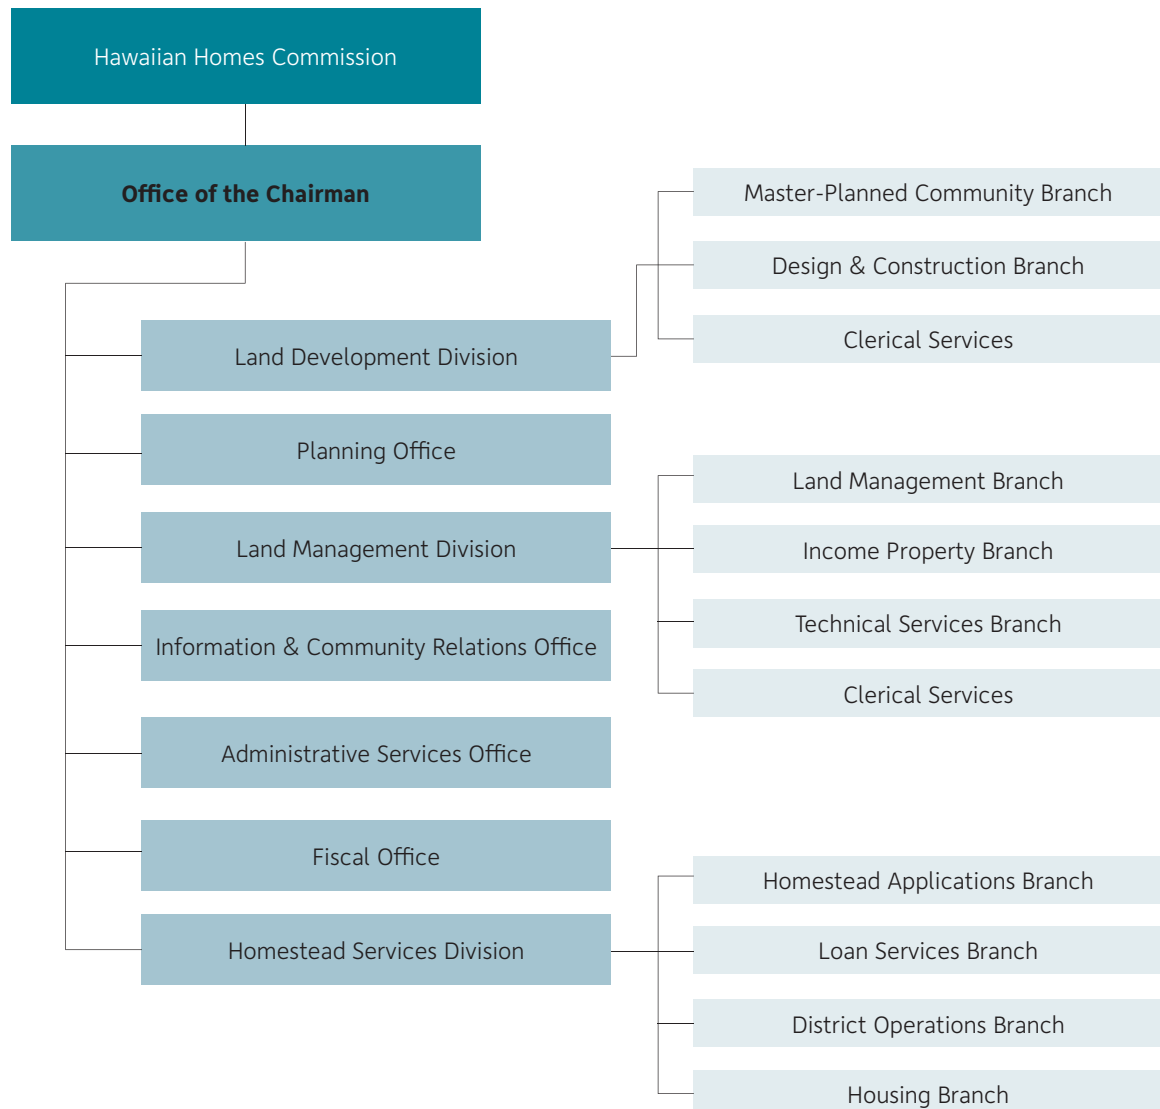 Hawaiian Homes Commission
Office of the Chairman
Land Development Division
Master-Planned Community Branch
Design & Construction Branch
Clerical Services
Planning Office
Land Management Division
Land Management Branch
Income Property Branch
Technical Services Branch
Clerical Services
Information & Community Relations Office
Administrative Services Office
Fiscal Office
Homestead Services Division
Homestead Applications Branch
Loan Services Branch
District Operations Branch
Housing Branch